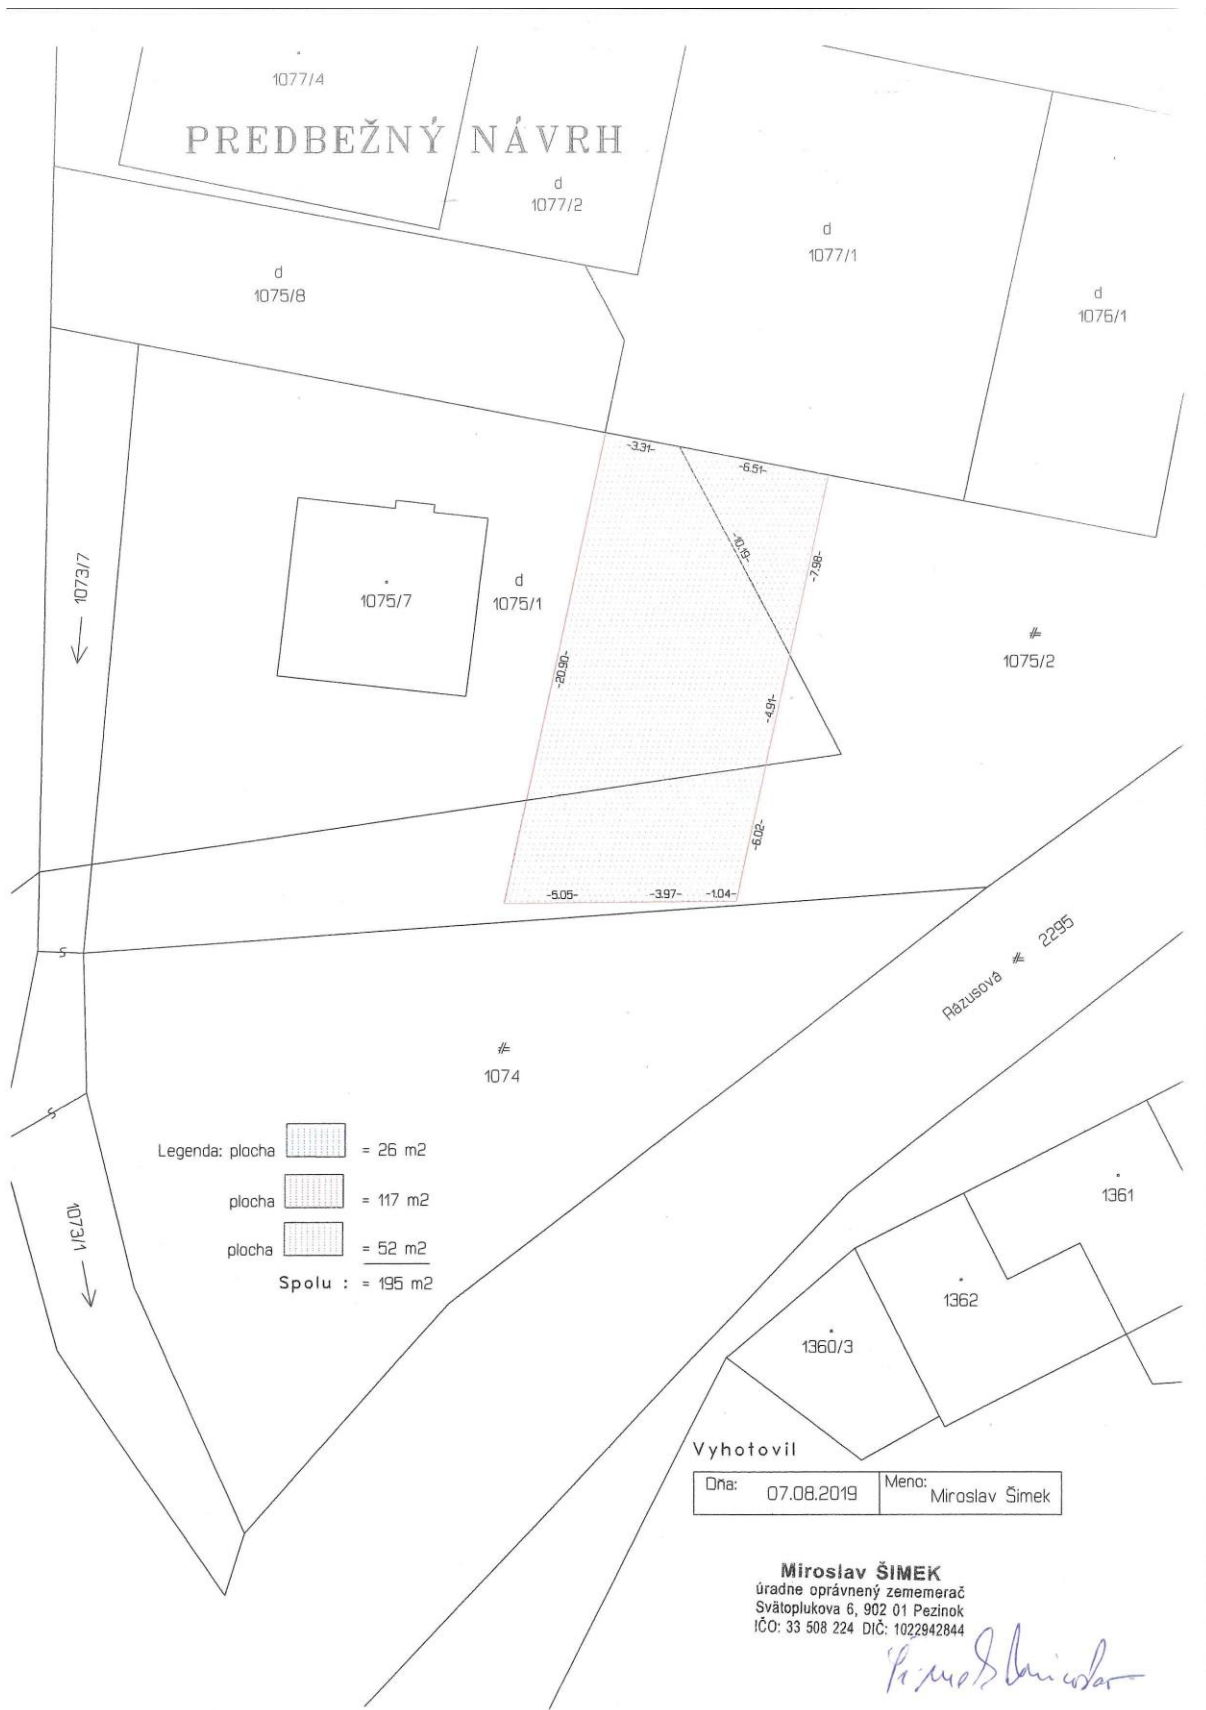 1077/4
PREDBEŽNÝ NÁVRH
d
1077/2
d
1077/1
d
1075/8
d
1076/1
-3.31-
-6.51-
-10.19-
-7.98-
1073/7
1075/7
d
1075/1
1075/2
-20.90-
-4.91-
-6.02-
-5.05-
-3.97-
-1.04-
s
Rázusová 2295
1074
s
Legenda: plocha = 26 m2
plocha = 117 m2
plocha = 52 m2
Spolu : = 195 m2
1073/1
1361
1362
1360/3
Vyhotovil
Dňa: 07.08.2019 Meno: Miroslav Šimek
Miroslav ŠIMEK
úradne oprávnený zememerač
Svätoplukova 6, 902 01 Pezinok
IČO: 33 508 224 DIČ: 1022942844